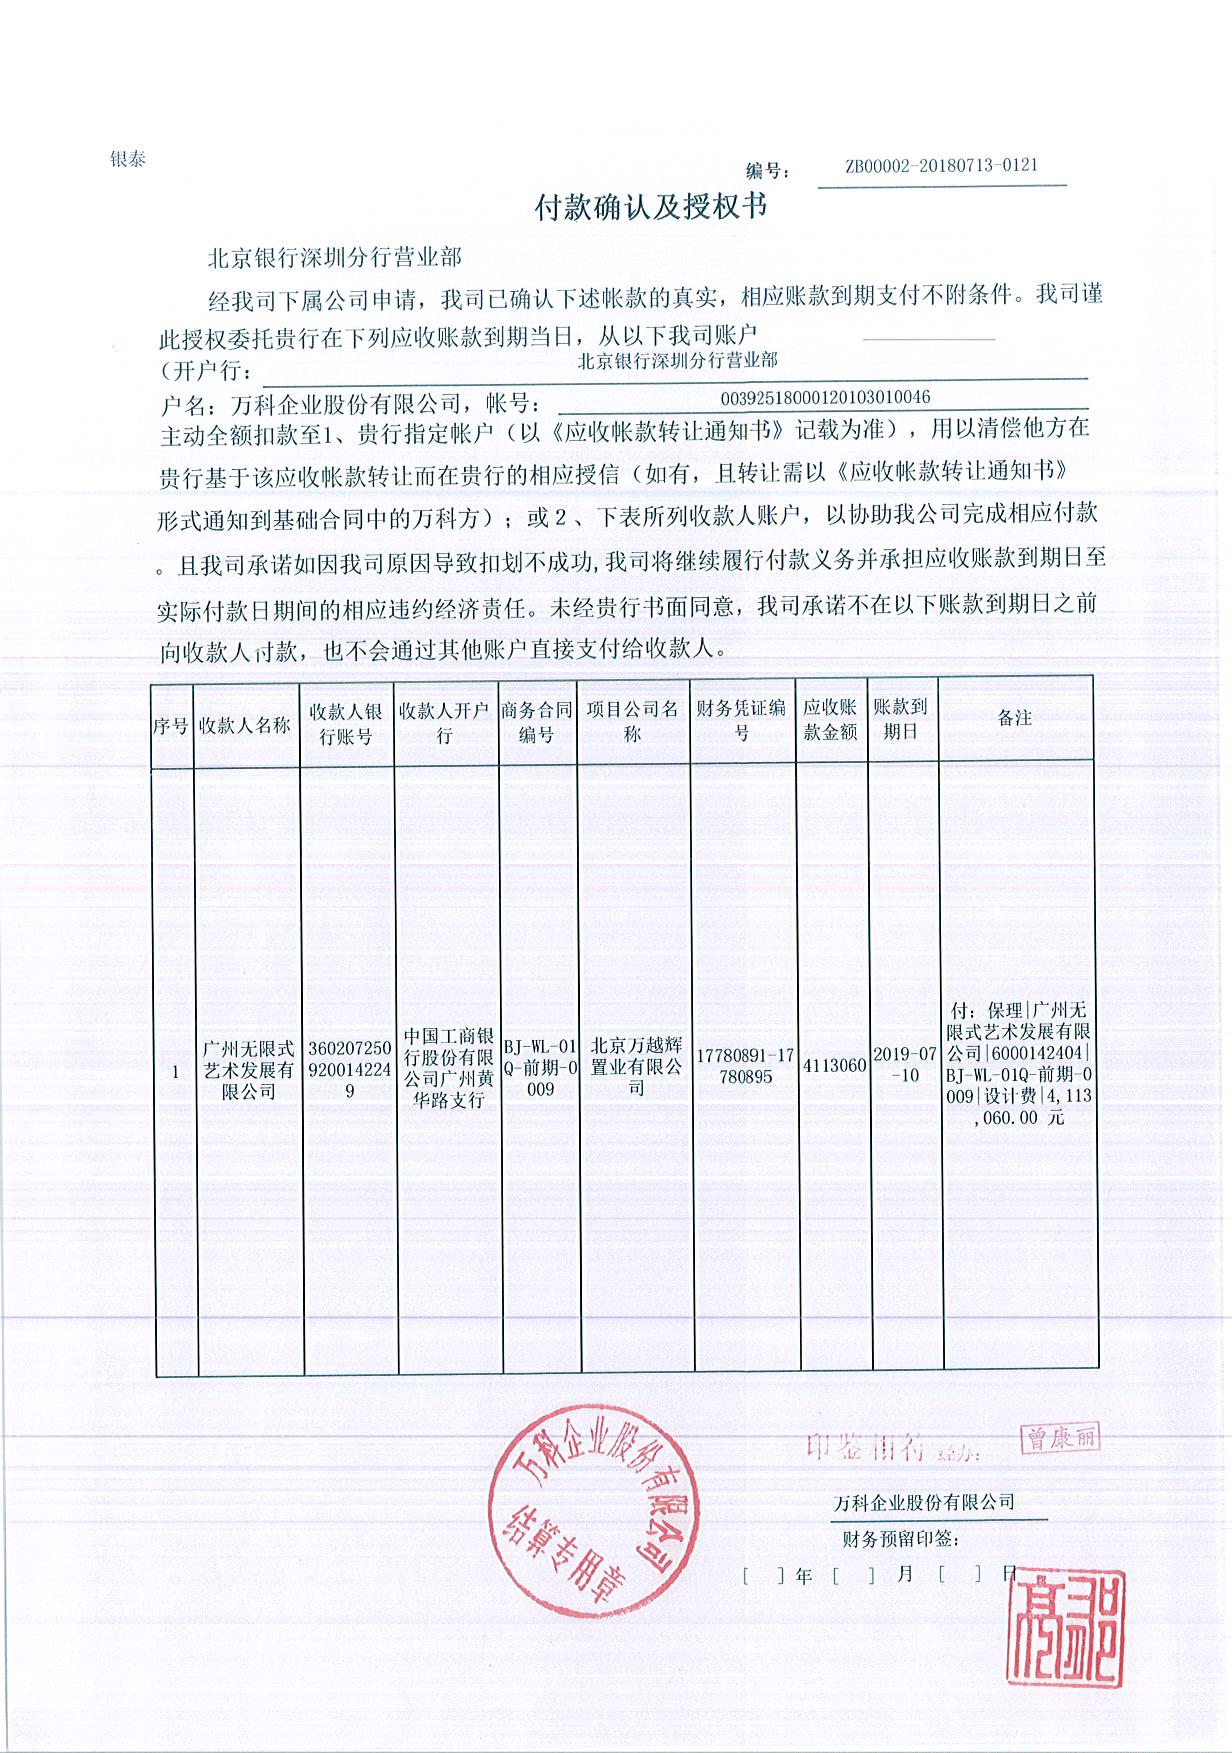 银泰
编号: ZB00002-20180713-0121
付款确认及授权书
北京银行深圳分行营业部
经我司下属公司申请，我司已确认下述帐款的真实，相应账款到期支付不附条件。我司谨
此授权委托贵行在下列应收账款到期当日，从以下我司账户
（开户行: 北京银行深圳分行营业部
户名: 万科企业股份有限公司，帐号: 00392518000120103010046
主动全额扣款至1、贵行指定帐户（以《应收帐款转让通知书》记载为准），用以清偿他方在
贵行基于该应收帐款转让而在贵行的相应授信（如有，且转让需以《应收帐款转让通知书》
形式通知到基础合同中的万科方）；或2、下表所列收款人账户，以协助我公司完成相应付款
。且我司承诺如因我司原因导致扣划不成功,我司将继续履行付款义务并承担应收账款到期日至
实际付款日期间的相应违约经济责任。未经贵行书面同意，我司承诺不在以下账款到期日之前
向收款人付款，也不会通过其他账户直接支付给收款人。
序号
收款人名称
收款人银
行账号
收款人开户
行
商务合同
编号
项目公司名
称
财务凭证编
号
应收账
款金额
账款到
期日
备注
1
广州无限式
艺术发展有
限公司
360207250
920014224
9
中国工商银
行股份有限
公司广州黄
华路支行
BJ-WL-01
Q-前期-0
009
北京万越辉
置业有限公
司
17780891-17
780895
4113060
2019-07
-10
付：保理|广州无
限式艺术发展有限
公司|6000142404|
BJ-WL-01Q-前期-0
009|设计费|4,113
,060.00 元
万科企业股份有限公司
结算专用章
印鉴相符 经办:
曾康丽
万科企业股份有限公司
财务预留印签:
[ ]年 [ ] 月 [ ] 日